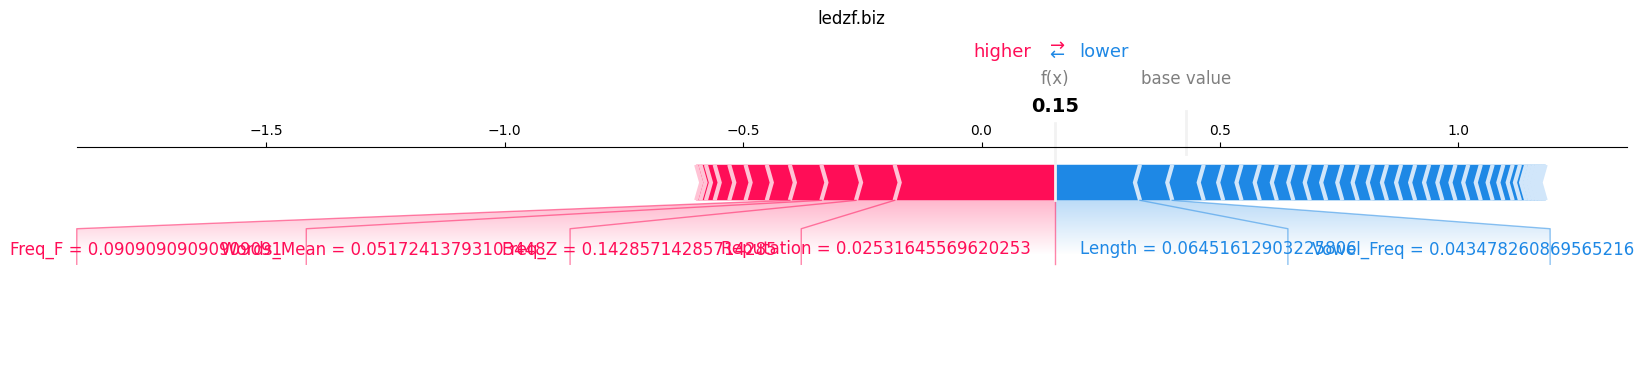 ledzf.biz
higher → ← lower
f(x) base value
0.15
−1.5 −1.0 −0.5 0.0 0.5 1.0
Freq_F = 0.09090909090909091 Words_Mean = 0.05172413793103448 Freq_Z = 0.14285714285714285 Reputation = 0.02531645569620253 Length = 0.06451612903225806 Vowel_Freq = 0.043478260869565216